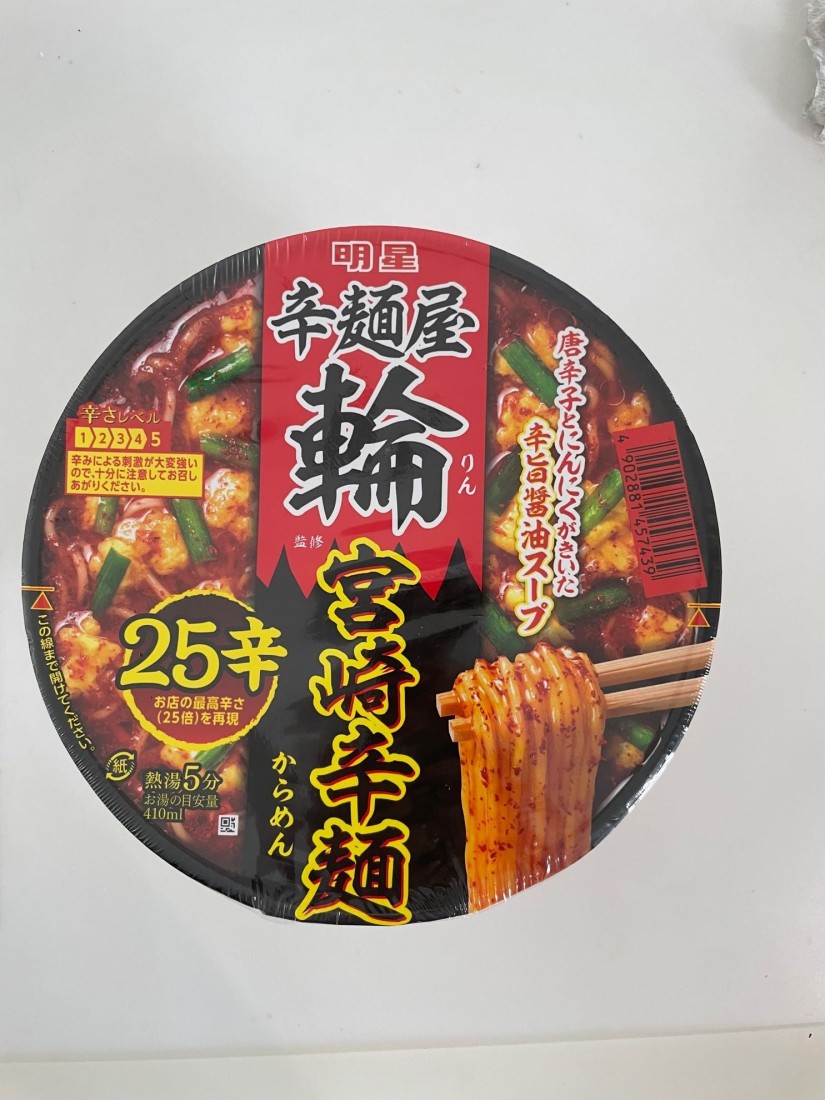 明星
辛麺屋
輪
りん
監修
唐辛子とにんにくがきいた
辛旨醤油スープ
辛さレベル
1 2 3 4 5
辛みによる刺激が大変強い
ので、十分に注意してお召し
あがりください。
4902881457439
宮崎辛麺
からめん
25辛
お店の最高辛さ
(25倍)を再現
この線まで開けてください。
紙
熱湯5分
お湯の目安量
410ml